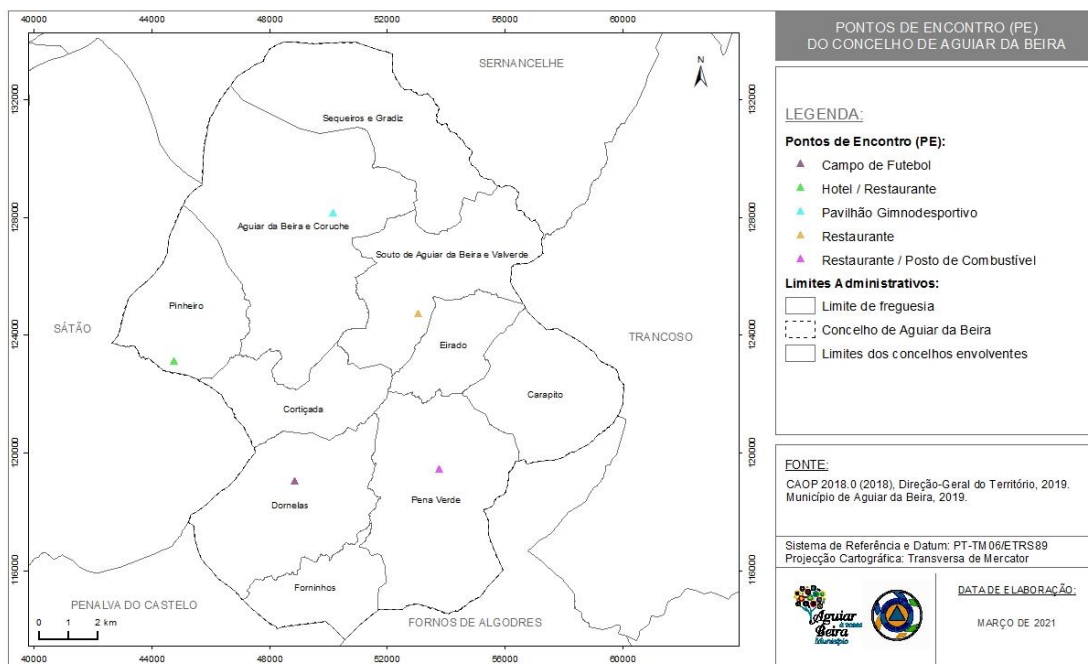 40000 44000 48000 52000 56000 60000
PONTOS DE ENCONTRO (PE)
DO CONCELHO DE AGUIAR DA BEIRA
SERNANCELHE
N
132000 132000
Sequeiros e Gradiz
128000 128000
Aguiar da Beira e Coruche
Souto de Aguiar da Beira e Valverde
Pinheiro
SÁTÃO
TRANCOSO
124000 124000
Eirado
Carapito
Cortiçada
120000 120000
Pena Verde
Dornelas
116000 116000
Forninhos
PENALVA DO CASTELO
FORNOS DE ALGODRES
0 1 2 km
40000 44000 48000 52000 56000 60000
LEGENDA:
Pontos de Encontro (PE):
Campo de Futebol
Hotel / Restaurante
Pavilhão Gimnodesportivo
Restaurante
Restaurante / Posto de Combustível
Limites Administrativos:
Limite de freguesia
Concelho de Aguiar da Beira
Limites dos concelhos envolventes
FONTE:
CAOP 2018.0 (2018), Direção-Geral do Território, 2019.
Município de Aguiar da Beira, 2019.
Sistema de Referência e Datum: PT-TM06/ETRS89
Projecção Cartográfica: Transversa de Mercator
Aguiar
Beira
Município
DATA DE ELABORAÇÃO:
MARÇO DE 2021